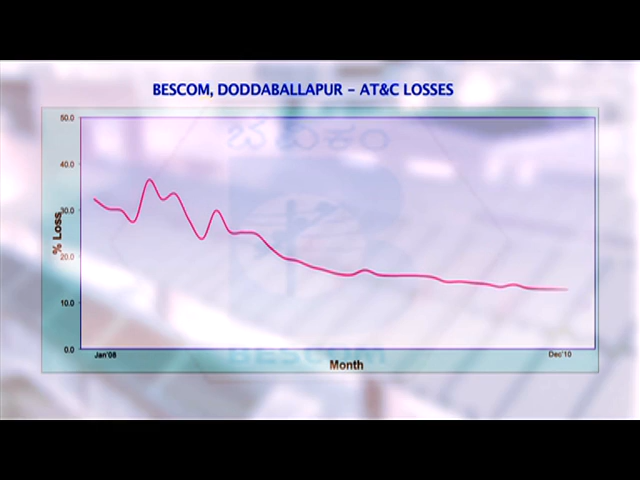 BESCOM, DODDABALLAPUR - AT&C LOSSES
50.0
40.0
30.0
20.0
10.0
0.0
% Loss
ಬೆವಿಕಂ
Jan'08
BESCOM
Dec'10
Month